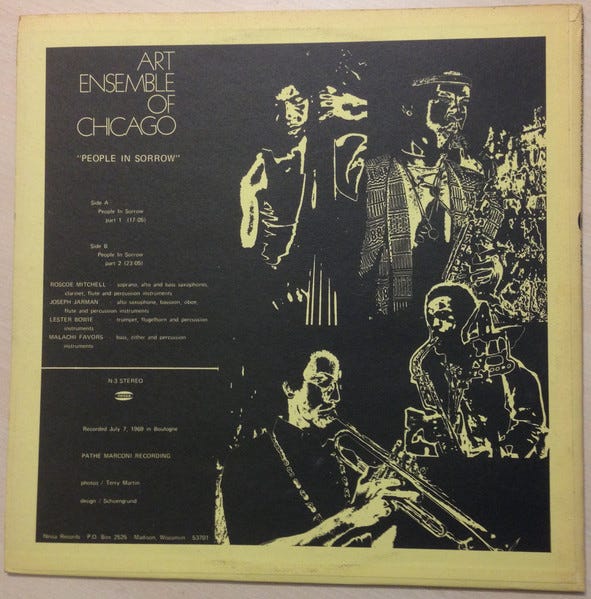 ART
ENSEMBLE
OF
CHICAGO
"PEOPLE IN SORROW"
Side A
People In Sorrow
part 1 (17:05)
Side B
People In Sorrow
part 2 (23:05)
ROSCOE MITCHELL : soprano, alto and bass saxophones,
clarinet, flute and percussion instruments
JOSEPH JARMAN : alto saxophone, bassoon, oboe,
flute and percussion instruments
LESTER BOWIE : trumpet, flugelhorn and percussion
instruments
MALACHI FAVORS : bass, zither and percussion
instruments
N-3 STEREO
nessa
Recorded July 7, 1969 in Boulogne
PATHE MARCONI RECORDING
photos / Terry Martin
design / Schoengrund
Nessa Records P.O. Box 2526 Madison, Wisconsin 53701